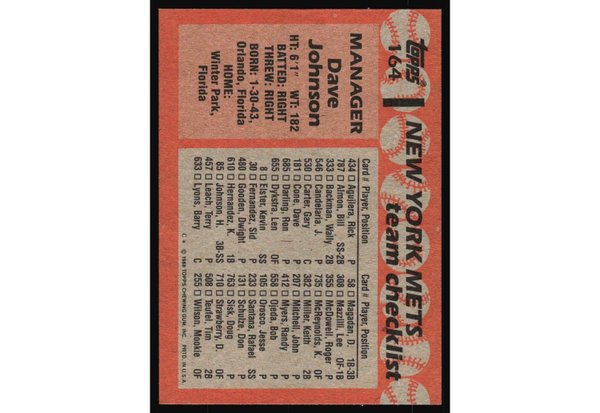 topps®
164
NEW YORK METS
team checklist
MANAGER
Dave
Johnson
HT: 6'1" WT: 182
BATTED: RIGHT
THREW: RIGHT
BORN: 1-30-43,
Orlando, Florida
HOME:
Winter Park,
Florida
Card # Player, Position
434 □ Aguilera, Rick P
787 □ Almon, Bill SS-2B
333 □ Backman, Wally 2B
546 □ Candelaria, J. P
530 □ Carter, Gary C
181 □ Cone, Dave P
685 □ Darling, Ron P
655 □ Dykstra, Len OF
8 □ Elster, Kevin SS
30 □ Fernandez, Sid P
480 □ Gooden, Dwight P
610 □ Hernandez, K. 1B
85 □ Johnson, H. 3B-SS
457 □ Leach, Terry P
633 □ Lyons, Barry C
Card # Player, Position
58 □ Magadan, D. 1B-3B
308 □ Mazzilli, Lee OF-1B
355 □ McDowell, Roger P
735 □ McReynolds, K. OF
382 □ Miller, Keith 2B
207 □ Mitchell, John P
412 □ Myers, Randy P
558 □ Ojeda, Bob P
105 □ Orosco, Jesse P
233 □ Santana, Rafael SS
131 □ Schulze, Don P
763 □ Sisk, Doug P
710 □ Strawberry, D. OF
508 □ Teufel, Tim 2B
255 □ Wilson, Mookie OF
© 1988 TOPPS CHEWING GUM, INC. PRTD. IN U.S.A.